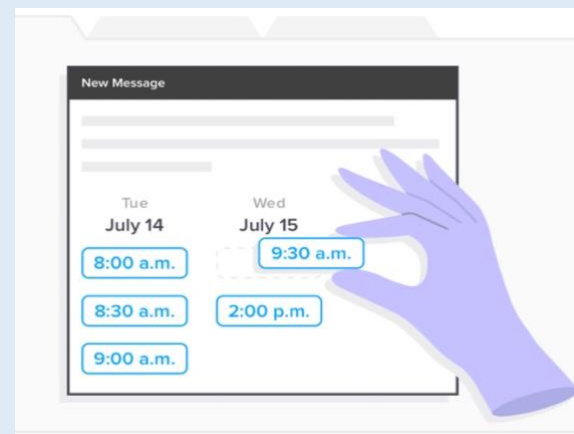 New Message
Tue Wed
July 14 July 15
8:00 a.m. 9:30 a.m.
8:30 a.m. 2:00 p.m.
9:00 a.m.